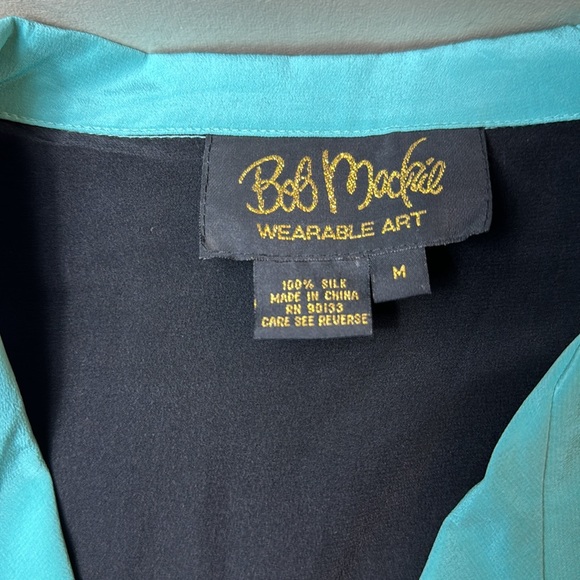 Bob Mackie
WEARABLE ART
M
100% SILK
MADE IN CHINA
RN 90133
CARE SEE REVERSE